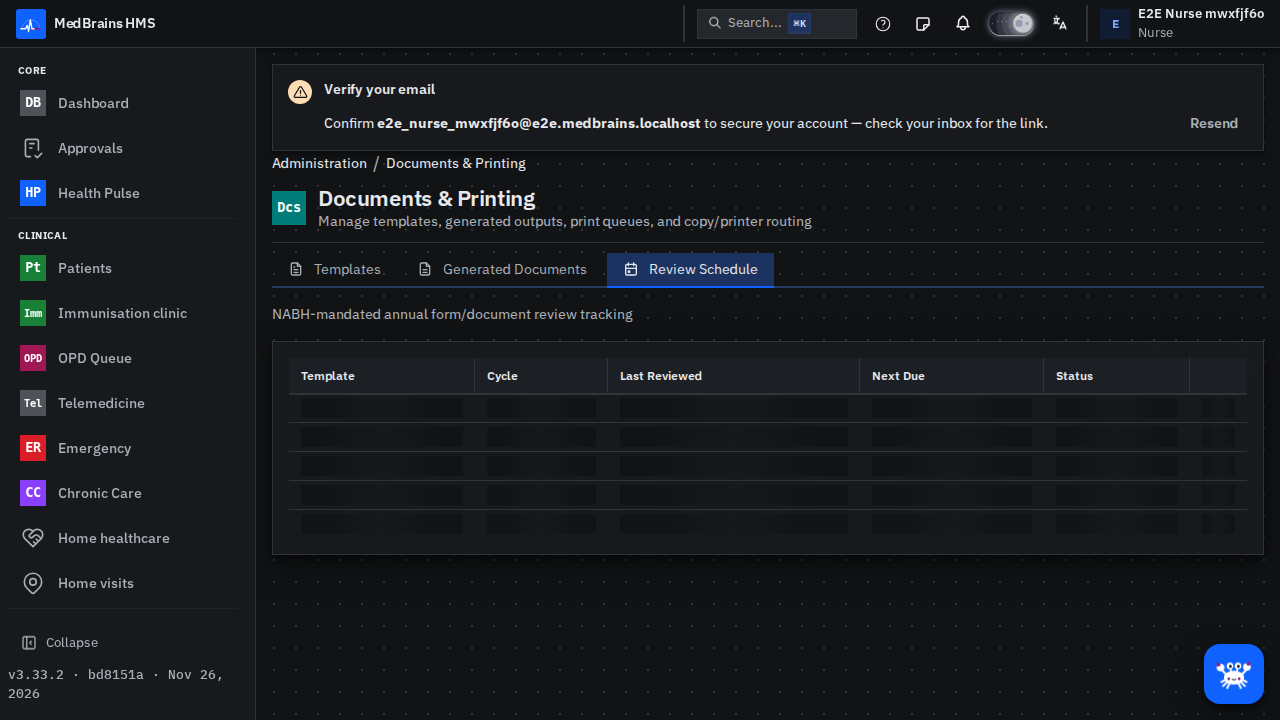 MedBrains HMS
Search...
⌘K
E
E2E Nurse mwxfjf6o
Nurse
CORE
DB Dashboard
Approvals
HP Health Pulse
CLINICAL
Pt Patients
Imm Immunisation clinic
OPD OPD Queue
Tel Telemedicine
ER Emergency
CC Chronic Care
Home healthcare
Home visits
Collapse
v3.33.2 · bd8151a · Nov 26,
2026
Verify your email
Confirm e2e_nurse_mwxfjf6o@e2e.medbrains.localhost to secure your account — check your inbox for the link.
Resend
Administration / Documents & Printing
Dcs
Documents & Printing
Manage templates, generated outputs, print queues, and copy/printer routing
Templates
Generated Documents
Review Schedule
NABH-mandated annual form/document review tracking
Template Cycle Last Reviewed Next Due Status